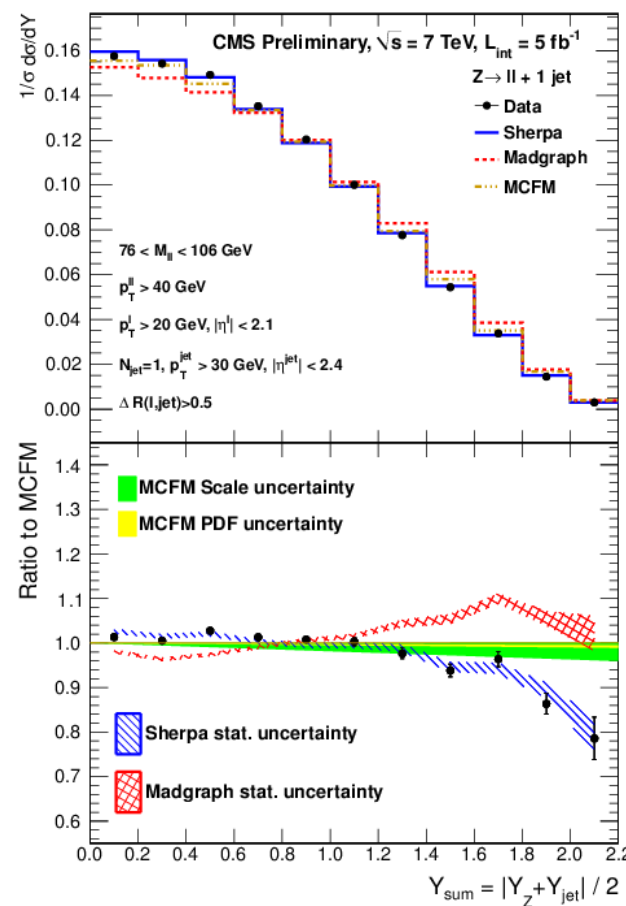 CMS Preliminary, √s = 7 TeV, L_int = 5 fb⁻¹
Z→ ll + 1 jet
Data
Sherpa
Madgraph
MCFM
1/σ dσ/dY
0.16
0.14
0.12
0.10
0.08
0.06
0.04
0.02
0.00
76 < M_ll < 106 GeV
p_T^ll > 40 GeV
p_T^l > 20 GeV, |η^l| < 2.1
N_jet=1, p_T^jet > 30 GeV, |η^jet| < 2.4
Δ R(l,jet)>0.5
Ratio to MCFM
1.4
1.3
1.2
1.1
1.0
0.9
0.8
0.7
0.6
MCFM Scale uncertainty
MCFM PDF uncertainty
Sherpa stat. uncertainty
Madgraph stat. uncertainty
0.0 0.2 0.4 0.6 0.8 1.0 1.2 1.4 1.6 1.8 2.0 2.2
Y_sum = |Y_Z+Y_jet| / 2